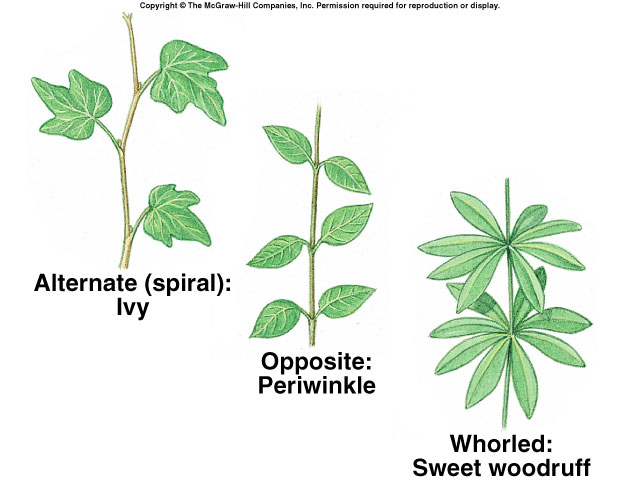 Copyright © The McGraw-Hill Companies, Inc. Permission required for reproduction or display.
Alternate (spiral):
Ivy
Opposite:
Periwinkle
Whorled:
Sweet woodruff